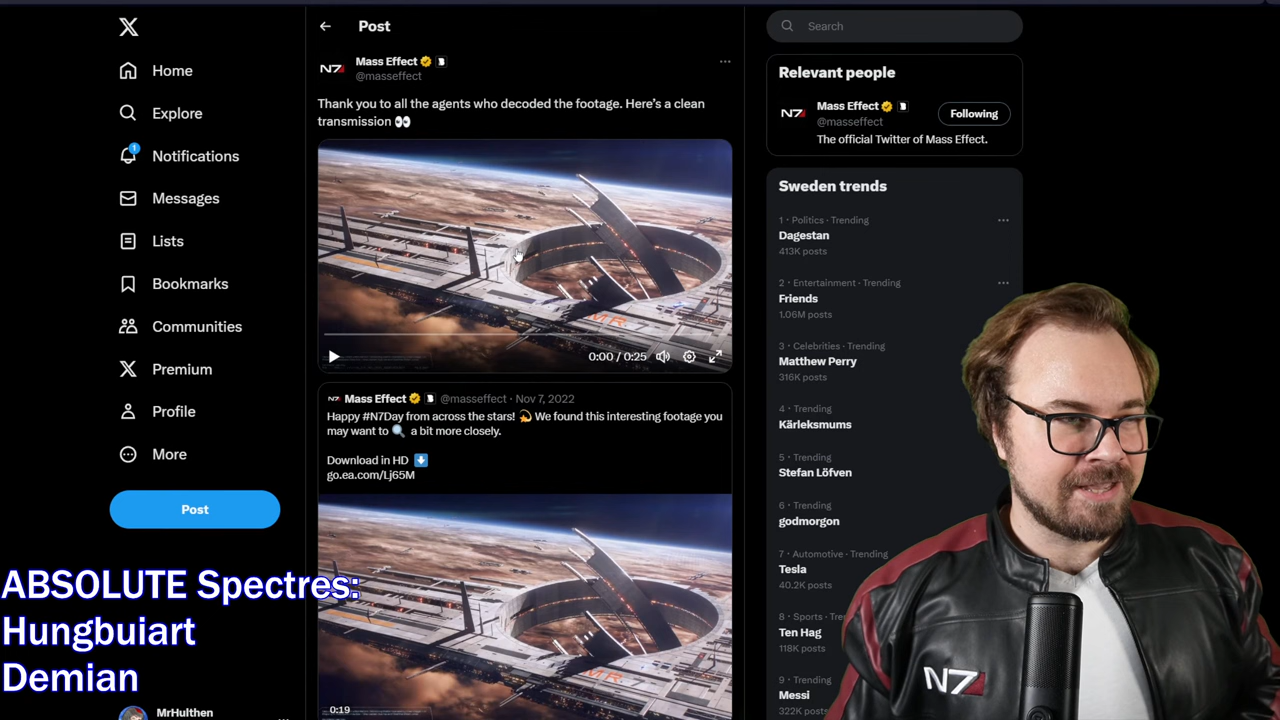 Home
Explore
1
Notifications
Messages
Lists
Bookmarks
Communities
Premium
Profile
More
Post
ABSOLUTE Spectres:
Hungbuiart
Demian
MrHulthen
Post
N7
Mass Effect
@masseffect
Thank you to all the agents who decoded the footage. Here's a clean
transmission 👀
MR
0:00 / 0:25
Mass Effect @masseffect · Nov 7, 2022
Happy #N7Day from across the stars! 💫 We found this interesting footage you
may want to 🔍 a bit more closely.
Download in HD ⬇️
go.ea.com/Lj65M
MR
0:19
Search
Relevant people
N7
Mass Effect
@masseffect
Following
The official Twitter of Mass Effect.
Sweden trends
1 · Politics · Trending
Dagestan
413K posts
2 · Entertainment · Trending
Friends
1.06M posts
3 · Celebrities · Trending
Matthew Perry
316K posts
4 · Trending
Kärleksmums
5 · Trending
Stefan Löfven
6 · Trending
godmorgon
7 · Automotive · Trending
Tesla
40.2K posts
8 · Sports · Tre
Ten Hag
118K posts
9 · Trending
Messi
322K posts
N7